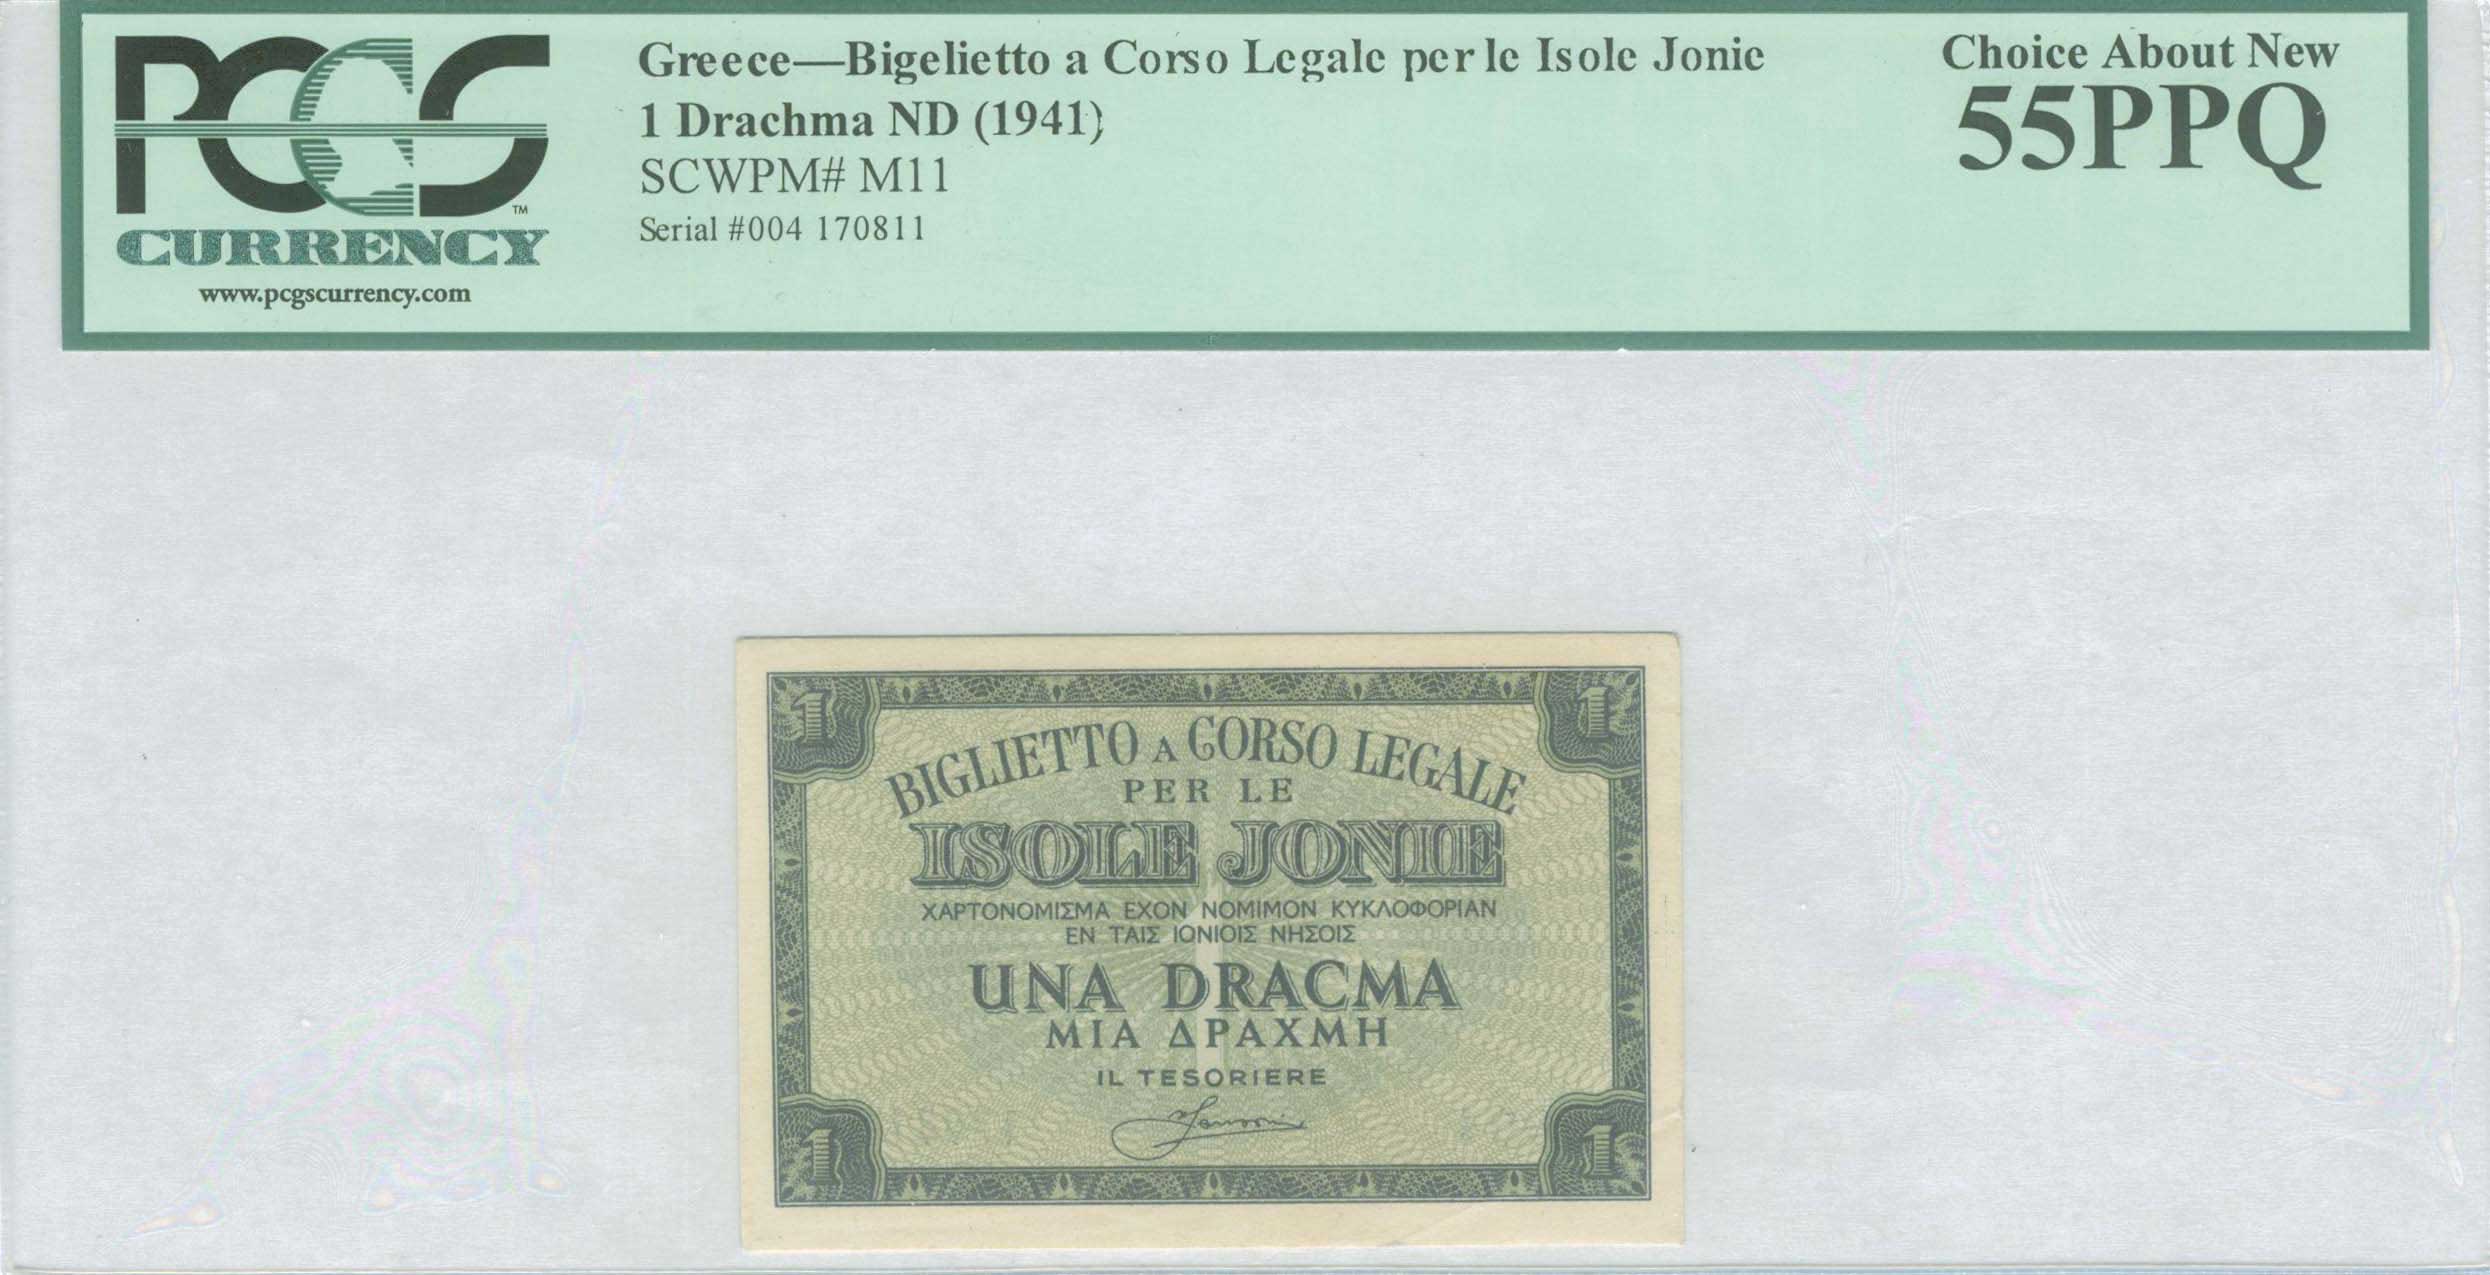 PCGS
TM
CURRENCY
www.pcgscurrency.com
Greece—Bigelietto a Corso Legale per le Isole Jonie
1 Drachma ND (1941)
SCWPM# M11
Serial #004 170811
Choice About New
55PPQ
1 1
BIGLIETTO A CORSO LEGALE
PER LE
ISOLE JONIE
ΧΑΡΤΟΝΟΜΙΣΜΑ ΕΧΟΝ ΝΟΜΙΜΟΝ ΚΥΚΛΟΦΟΡΙΑΝ
ΕΝ ΤΑΙΣ ΙΟΝΙΟΙΣ ΝΗΣΟΙΣ
UNA DRACMA
ΜΙΑ ΔΡΑΧΜΗ
IL TESORIERE
1 1